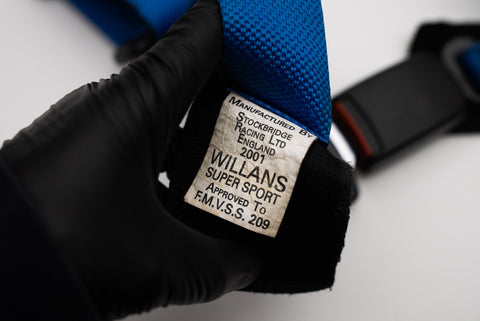 Manufactured By
Stockbridge
Racing Ltd
England
2001
WILLANS
SUPER SPORT
Approved To
F.M.V.S.S. 209